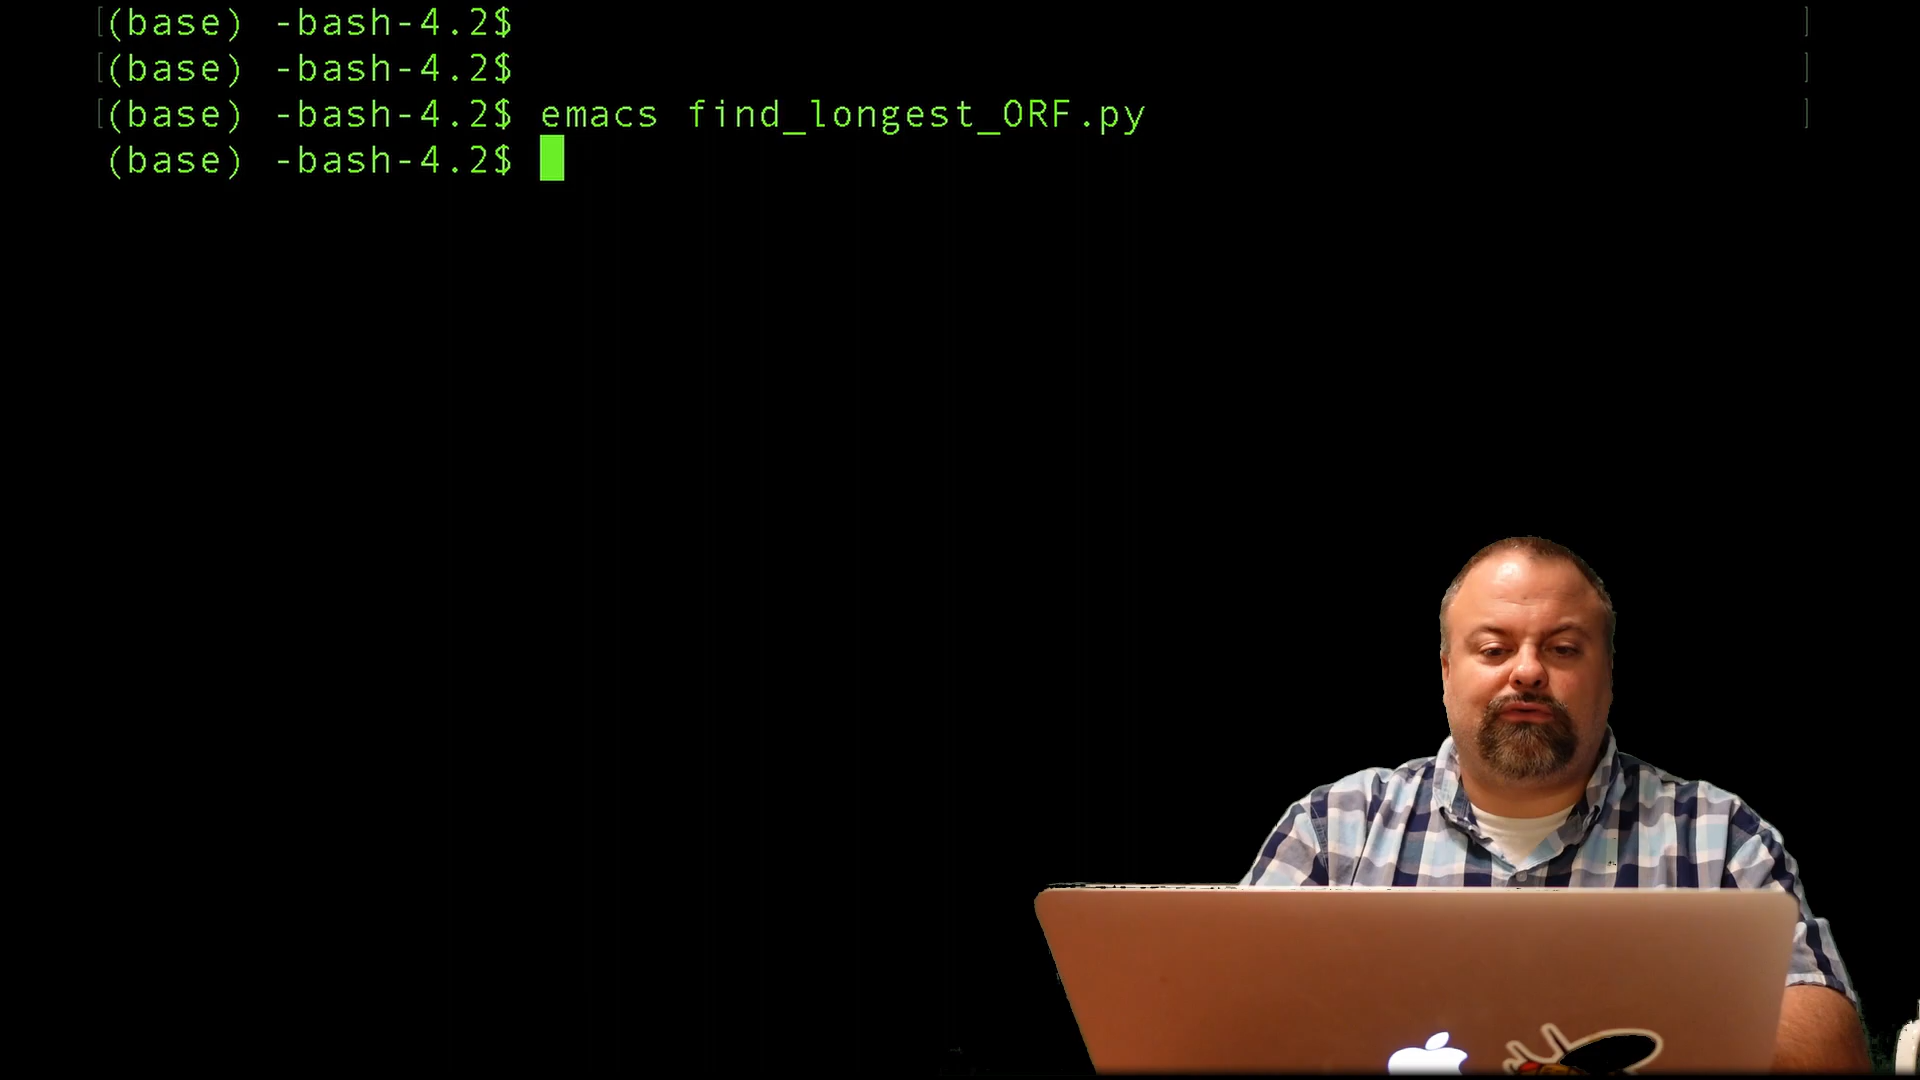 [(base) -bash-4.2$ ]
[(base) -bash-4.2$ ]
[(base) -bash-4.2$ emacs find_longest_ORF.py ]
(base) -bash-4.2$